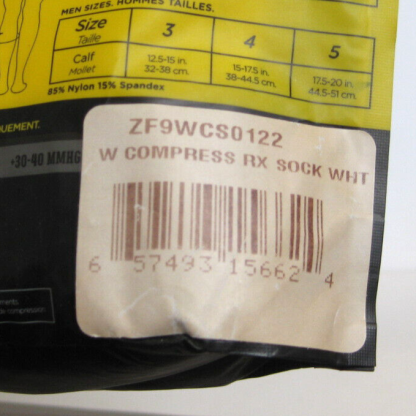 MEN SIZES. HOMMES TAILLES.
Size 3 4 5
Taille
Calf 12.5-15 in. 15-17.5 in. 17.5-20 in.
Mollet 32-38 cm. 38-44.5 cm. 44.5-51 cm.
85% Nylon 15% Spandex
QUEMENT.
+30-40 MMHG
ZF9WCS0122
W COMPRESS RX SOCK WHT
6 57493 15662 4